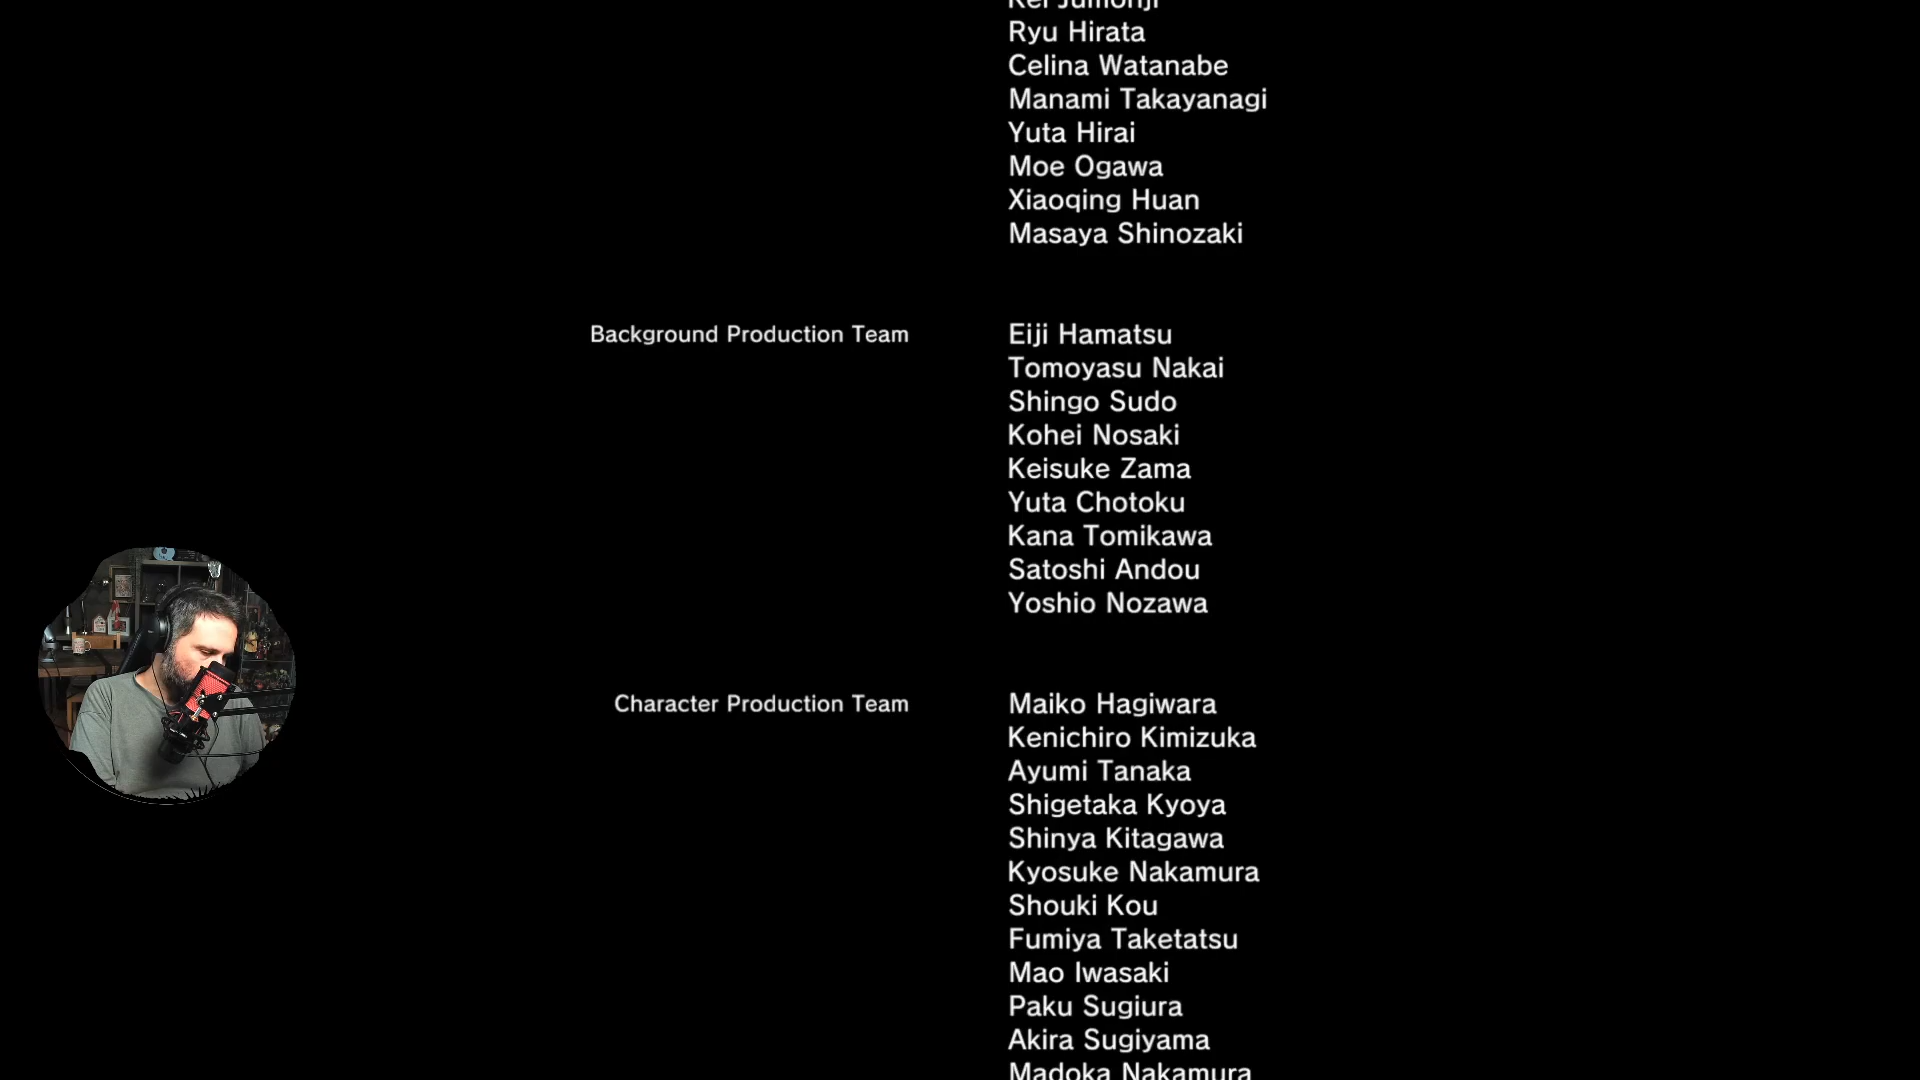 Kei Jumonji
Ryu Hirata
Celina Watanabe
Manami Takayanagi
Yuta Hirai
Moe Ogawa
Xiaoqing Huan
Masaya Shinozaki
Background Production Team
Eiji Hamatsu
Tomoyasu Nakai
Shingo Sudo
Kohei Nosaki
Keisuke Zama
Yuta Chotoku
Kana Tomikawa
Satoshi Andou
Yoshio Nozawa
Character Production Team
Maiko Hagiwara
Kenichiro Kimizuka
Ayumi Tanaka
Shigetaka Kyoya
Shinya Kitagawa
Kyosuke Nakamura
Shouki Kou
Fumiya Taketatsu
Mao Iwasaki
Paku Sugiura
Akira Sugiyama
Madoka Nakamura